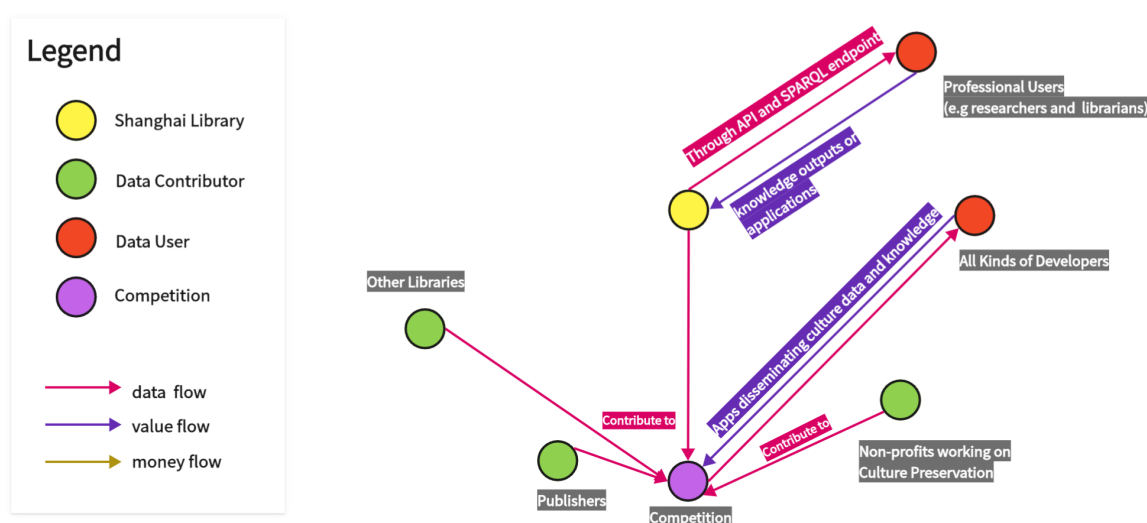 Legend
Shanghai Library
Data Contributor
Data User
Competition
data flow
value flow
money flow
Through API and SPARQL endpoint
Professional Users
(e.g researchers and librarians)
knowledge outputs or
applications
All Kinds of Developers
Other Libraries
Apps disseminating culture data and knowledge
Contribute to
Contribute to
Non-profits working on
Culture Preservation
Publishers
Competition